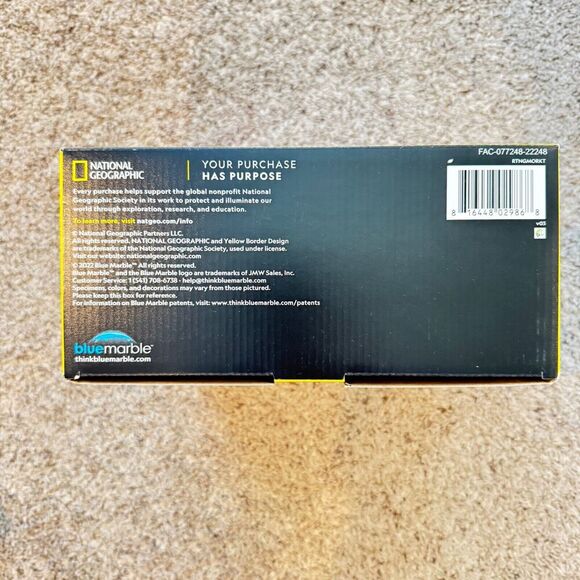 NATIONAL
GEOGRAPHIC
YOUR PURCHASE
HAS PURPOSE
Every purchase helps support the global nonprofit National
Geographic Society in its work to protect and illuminate our
world through exploration, research, and education.
To learn more, visit natgeo.com/info
© National Geographic Partners LLC.
All rights reserved. NATIONAL GEOGRAPHIC and Yellow Border Design
are trademarks of the National Geographic Society, used under license.
Visit our website: nationalgeographic.com
© 2022 Blue Marble™ All rights reserved.
Blue Marble™ and the Blue Marble logo are trademarks of JMW Sales, Inc.
Customer Service: 1 (541) 708-6738 • help@thinkbluemarble.com
Specimens, colors, and decorations may vary from those pictured.
Please keep this box for reference.
For information on Blue Marble patents, visit: www.thinkbluemarble.com/patents
bluemarble™
thinkbluemarble.com
FAC-077248-22248
RTNGMORKT
8 16448 02986 8
v03